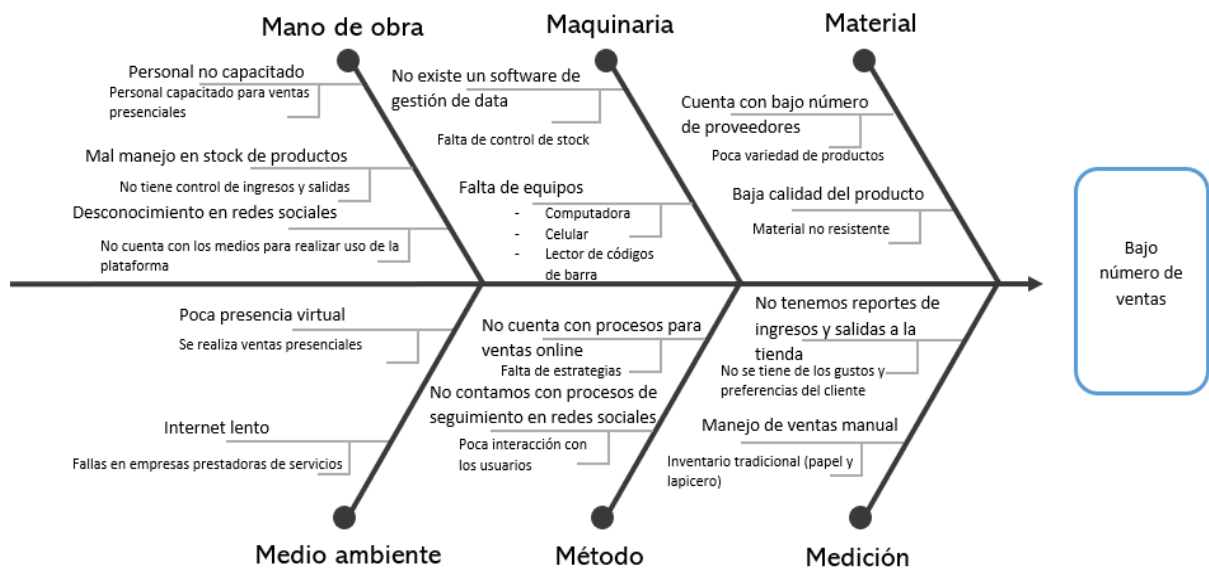 Mano de obra
Personal no capacitado
Personal capacitado para ventas
presenciales
Mal manejo en stock de productos
No tiene control de ingresos y salidas
Desconocimiento en redes sociales
No cuenta con los medios para realizar uso de la
plataforma
Maquinaria
No existe un software de
gestión de data
Falta de control de stock
Falta de equipos
- Computadora
- Celular
- Lector de códigos
de barra
Material
Cuenta con bajo número
de proveedores
Poca variedad de productos
Baja calidad del producto
Material no resistente
Bajo
número de
ventas
Poca presencia virtual
Se realiza ventas presenciales
Internet lento
Fallas en empresas prestadoras de servicios
Medio ambiente
No cuenta con procesos para
ventas online
Falta de estrategias
No contamos con procesos de
seguimiento en redes sociales
Poca interacción con
los usuarios
Método
No tenemos reportes de
ingresos y salidas a la
tienda
No se tiene de los gustos y
preferencias del cliente
Manejo de ventas manual
Inventario tradicional (papel y
lapicero)
Medición